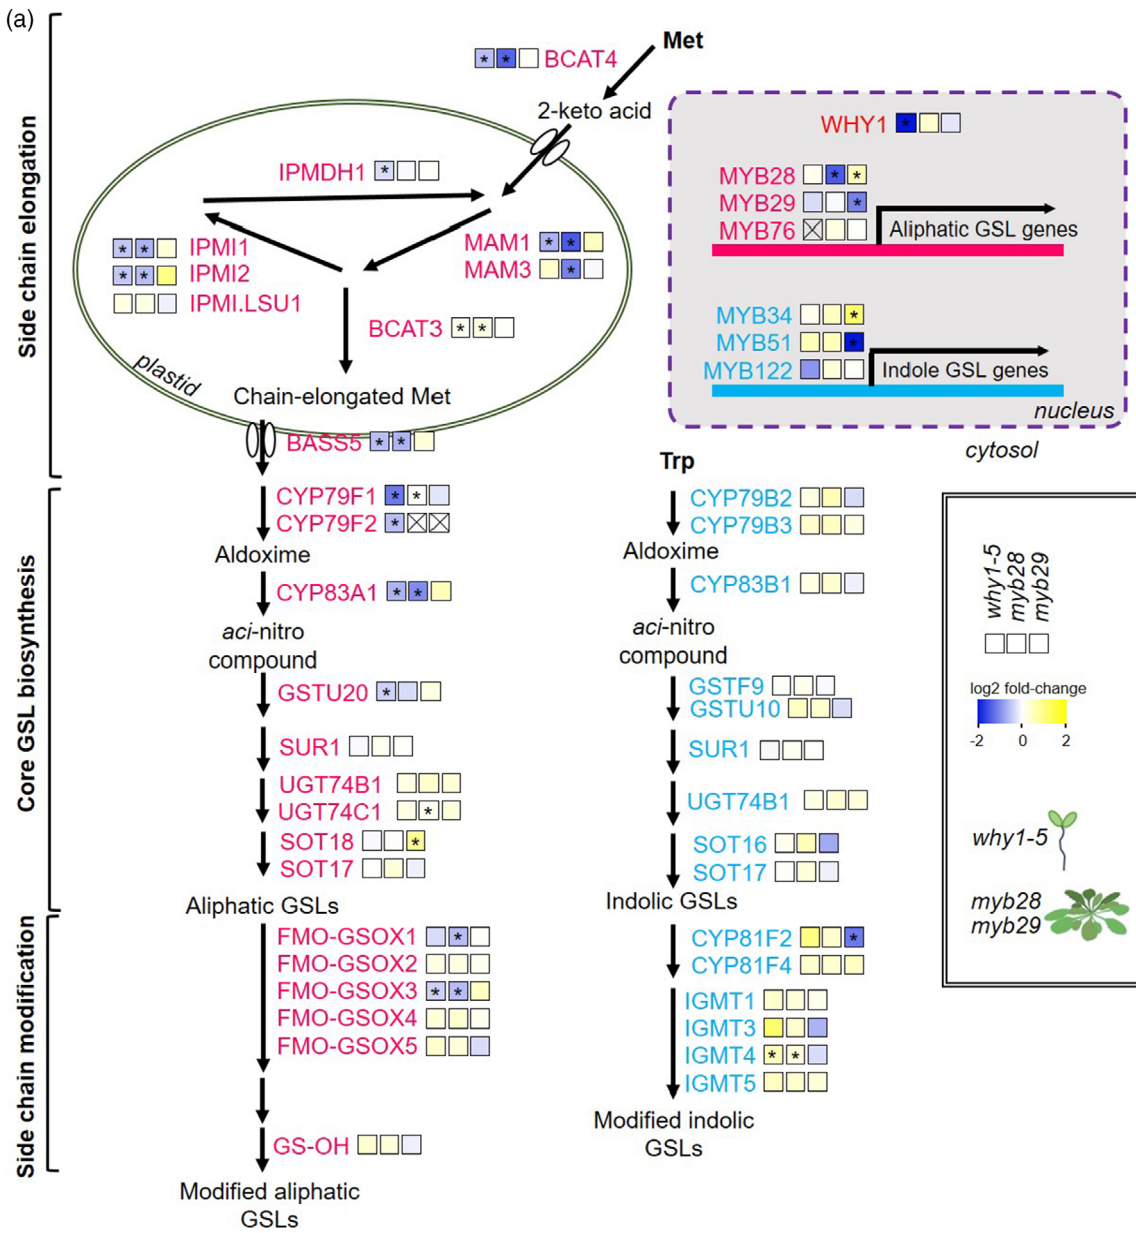 (a)
Side chain elongation
Met
BCAT4
* *
2-keto acid
IPMDH1
*
IPMI1
* *
IPMI2
* *
IPMI.LSU1
MAM1
* *
MAM3
*
BCAT3
* *
plastid
Chain-elongated Met
BASS5
* *
WHY1
*
MYB28
* *
MYB29
*
MYB76
Aliphatic GSL genes
MYB34
*
MYB51
*
MYB122
Indole GSL genes
nucleus
cytosol
Core GSL biosynthesis
CYP79F1
* *
CYP79F2
*
Aldoxime
CYP83A1
* *
aci-nitro
compound
GSTU20
*
SUR1
UGT74B1
UGT74C1
*
SOT18
*
SOT17
Aliphatic GSLs
Side chain modification
FMO-GSOX1
*
FMO-GSOX2
FMO-GSOX3
* *
FMO-GSOX4
FMO-GSOX5
GS-OH
Modified aliphatic
GSLs
Trp
CYP79B2
CYP79B3
Aldoxime
CYP83B1
aci-nitro
compound
GSTF9
GSTU10
SUR1
UGT74B1
SOT16
SOT17
Indolic GSLs
CYP81F2
*
CYP81F4
IGMT1
IGMT3
IGMT4
* *
IGMT5
Modified indolic
GSLs
why1-5
myb28
myb29
log2 fold-change
-2 0 2
why1-5
myb28
myb29